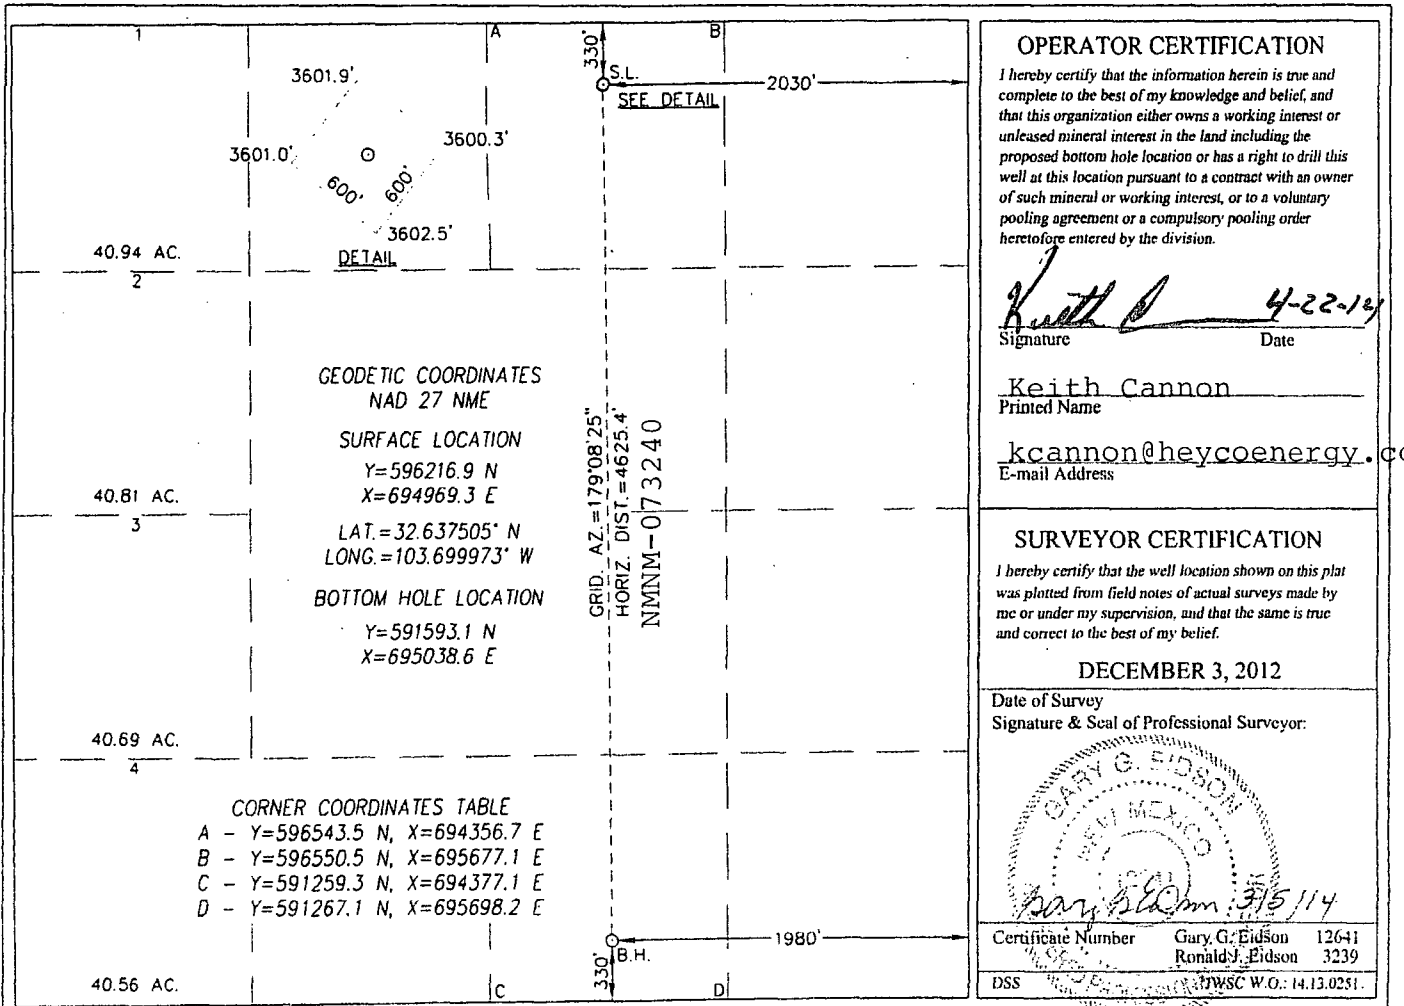 1
A
B
330'
S.L.
2030'
SEE DETAIL
3601.9'
3601.0'
3600.3'
600'
600'
3602.5'
DETAIL
40.94 AC.
2
GEODETIC COORDINATES
NAD 27 NME
SURFACE LOCATION
Y=596216.9 N
X=694969.3 E
LAT.=32.637505° N
LONG.=103.699973° W
BOTTOM HOLE LOCATION
Y=591593.1 N
X=695038.6 E
GRID. AZ.=179°08'25"
HORIZ. DIST.=4625.4'
NMNM-073240
40.81 AC.
3
40.69 AC.
4
CORNER COORDINATES TABLE
A - Y=596543.5 N, X=694356.7 E
B - Y=596550.5 N, X=695677.1 E
C - Y=591259.3 N, X=694377.1 E
D - Y=591267.1 N, X=695698.2 E
1980'
B.H.
330'
40.56 AC.
C
D
OPERATOR CERTIFICATION
I hereby certify that the information herein is true and
complete to the best of my knowledge and belief, and
that this organization either owns a working interest or
unleased mineral interest in the land including the
proposed bottom hole location or has a right to drill this
well at this location pursuant to a contract with an owner
of such mineral or working interest, or to a voluntary
pooling agreement or a compulsory pooling order
heretofore entered by the division.
Keith 4-22-14
Signature Date
Keith Cannon
Printed Name
kcannon@heycoenergy.co
E-mail Address
SURVEYOR CERTIFICATION
I hereby certify that the well location shown on this plat
was plotted from field notes of actual surveys made by
me or under my supervision, and that the same is true
and correct to the best of my belief.
DECEMBER 3, 2012
Date of Survey
Signature & Seal of Professional Surveyor:
GARY G. EIDSON
NEW MEXICO
3/5/14
Certificate Number Gary G. Eidson 12641
Ronald J. Eidson 3239
DSS JWSC W.O.: 14.13.0251